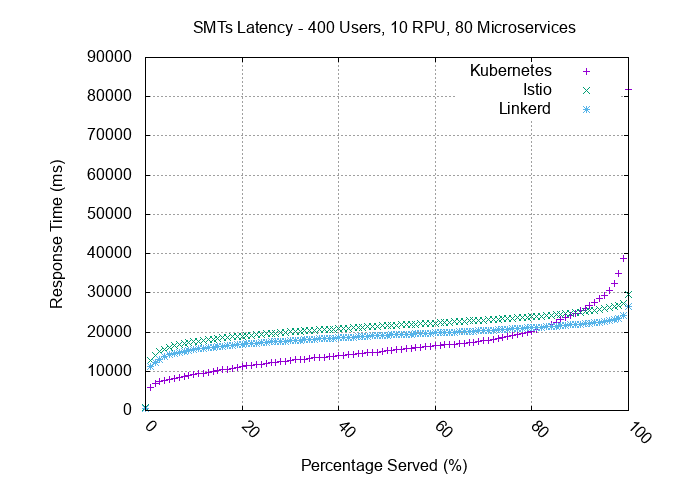 SMTs Latency - 400 Users, 10 RPU, 80 Microservices
90000
80000
70000
60000
50000
40000
30000
20000
10000
0
Response Time (ms)
Kubernetes
Istio
Linkerd
0
20
40
60
80
100
Percentage Served (%)